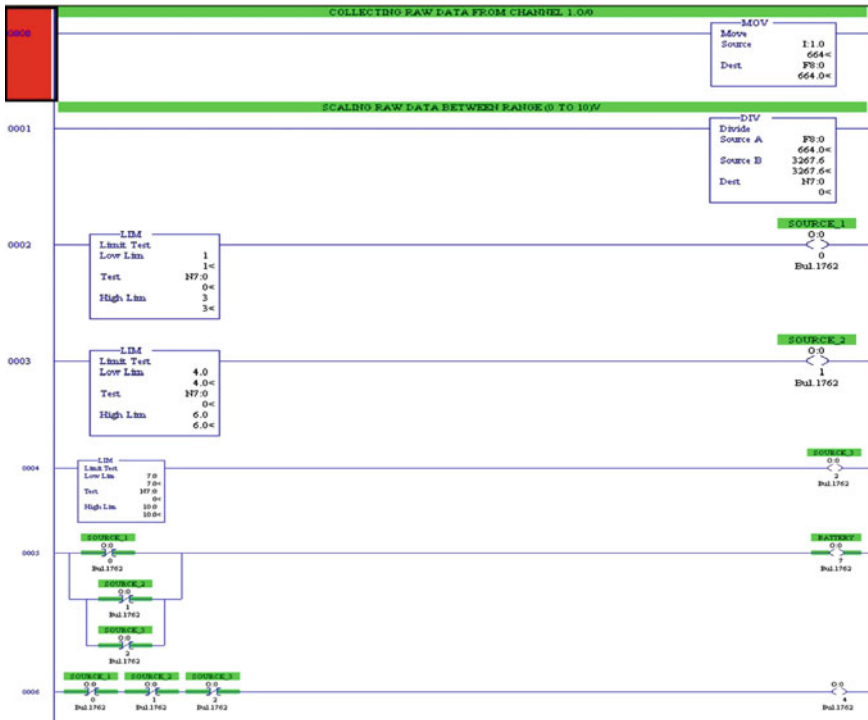 COLLECTING RAW DATA FROM CHANNEL 1.0/0
0000
MOV
Move
Source I:1.0
664<
Dest F8:0
664.0<
SCALING RAW DATA BETWEEN RANGE (0 TO 10)V
0001
DIV
Divide
Source A F8:0
664.0<
Source B 3267.6
3267.6<
Dest N7:0
0<
SOURCE_1
0002
LIM
Limit Test
Low Lim 1
1<
Test N7:0
0<
High Lim 3
3<
O:0
0
Bul.1762
SOURCE_2
0003
LIM
Limit Test
Low Lim 4.0
4.0<
Test N7:0
0<
High Lim 6.0
6.0<
O:0
1
Bul.1762
SOURCE_3
0004
LIM
Limit Test
Low Lim 7.0
7.0<
Test N7:0
0<
High Lim 10.0
10.0<
O:0
2
Bul.1762
SOURCE_1
BATTERY
0005
O:0
0
Bul.1762
O:0
7
Bul.1762
SOURCE_2
O:0
1
Bul.1762
SOURCE_3
O:0
2
Bul.1762
SOURCE_1 SOURCE_2 SOURCE_3
0006
O:0 O:0 O:0 O:0
0 1 2 4
Bul.1762 Bul.1762 Bul.1762 Bul.1762